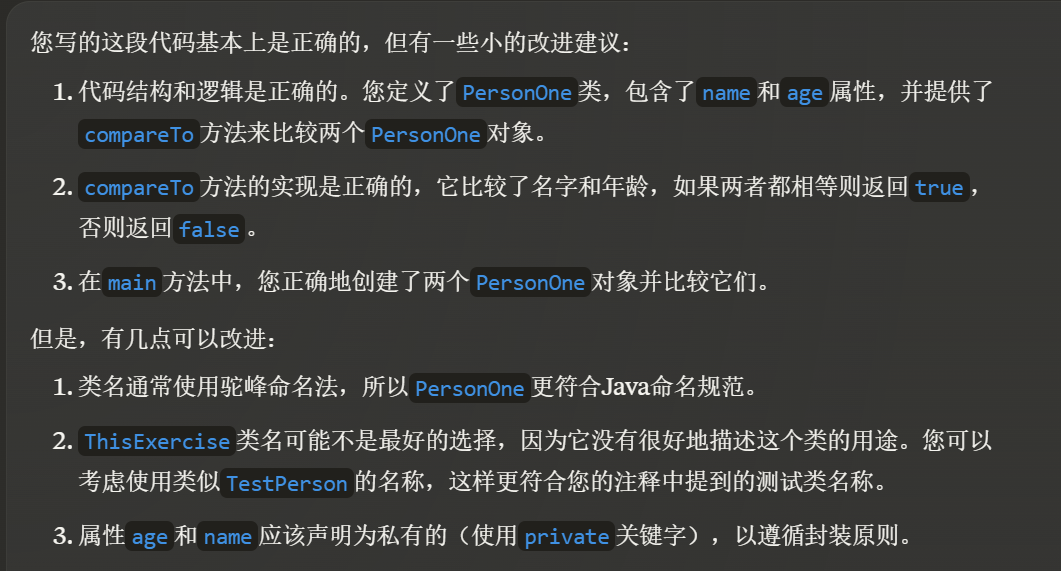 您写的这段代码基本上是正确的，但有一些小的改进建议：
1. 代码结构和逻辑是正确的。您定义了PersonOne类，包含了name和age属性，并提供了
compareTo方法来比较两个PersonOne对象。
2. compareTo方法的实现是正确的，它比较了名字和年龄，如果两者都相等则返回true，
否则返回false。
3. 在main方法中，您正确地创建了两个PersonOne对象并比较它们。
但是，有几点可以改进：
1. 类名通常使用驼峰命名法，所以PersonOne更符合Java命名规范。
2. ThisExercise类名可能不是最好的选择，因为它没有很好地描述这个类的用途。您可以
考虑使用类似TestPerson的名称，这样更符合您的注释中提到的测试类名称。
3. 属性age和name应该声明为私有的（使用private关键字），以遵循封装原则。